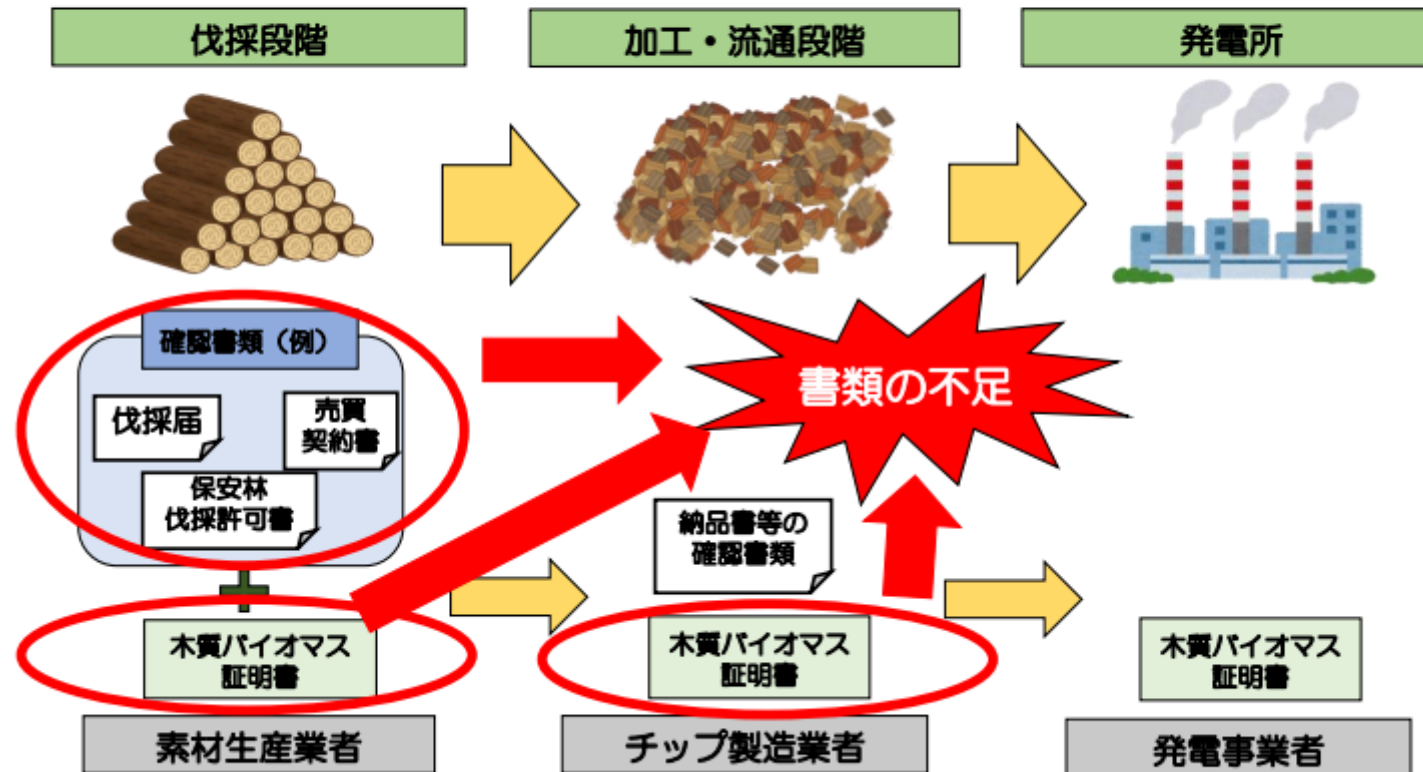 伐採段階
加工・流通段階
発電所
確認書類（例）
伐採届
売買
契約書
保安林
伐採許可書
書類の不足
納品書等の
確認書類
木質バイオマス
証明書
木質バイオマス
証明書
木質バイオマス
証明書
素材生産業者
チップ製造業者
発電事業者